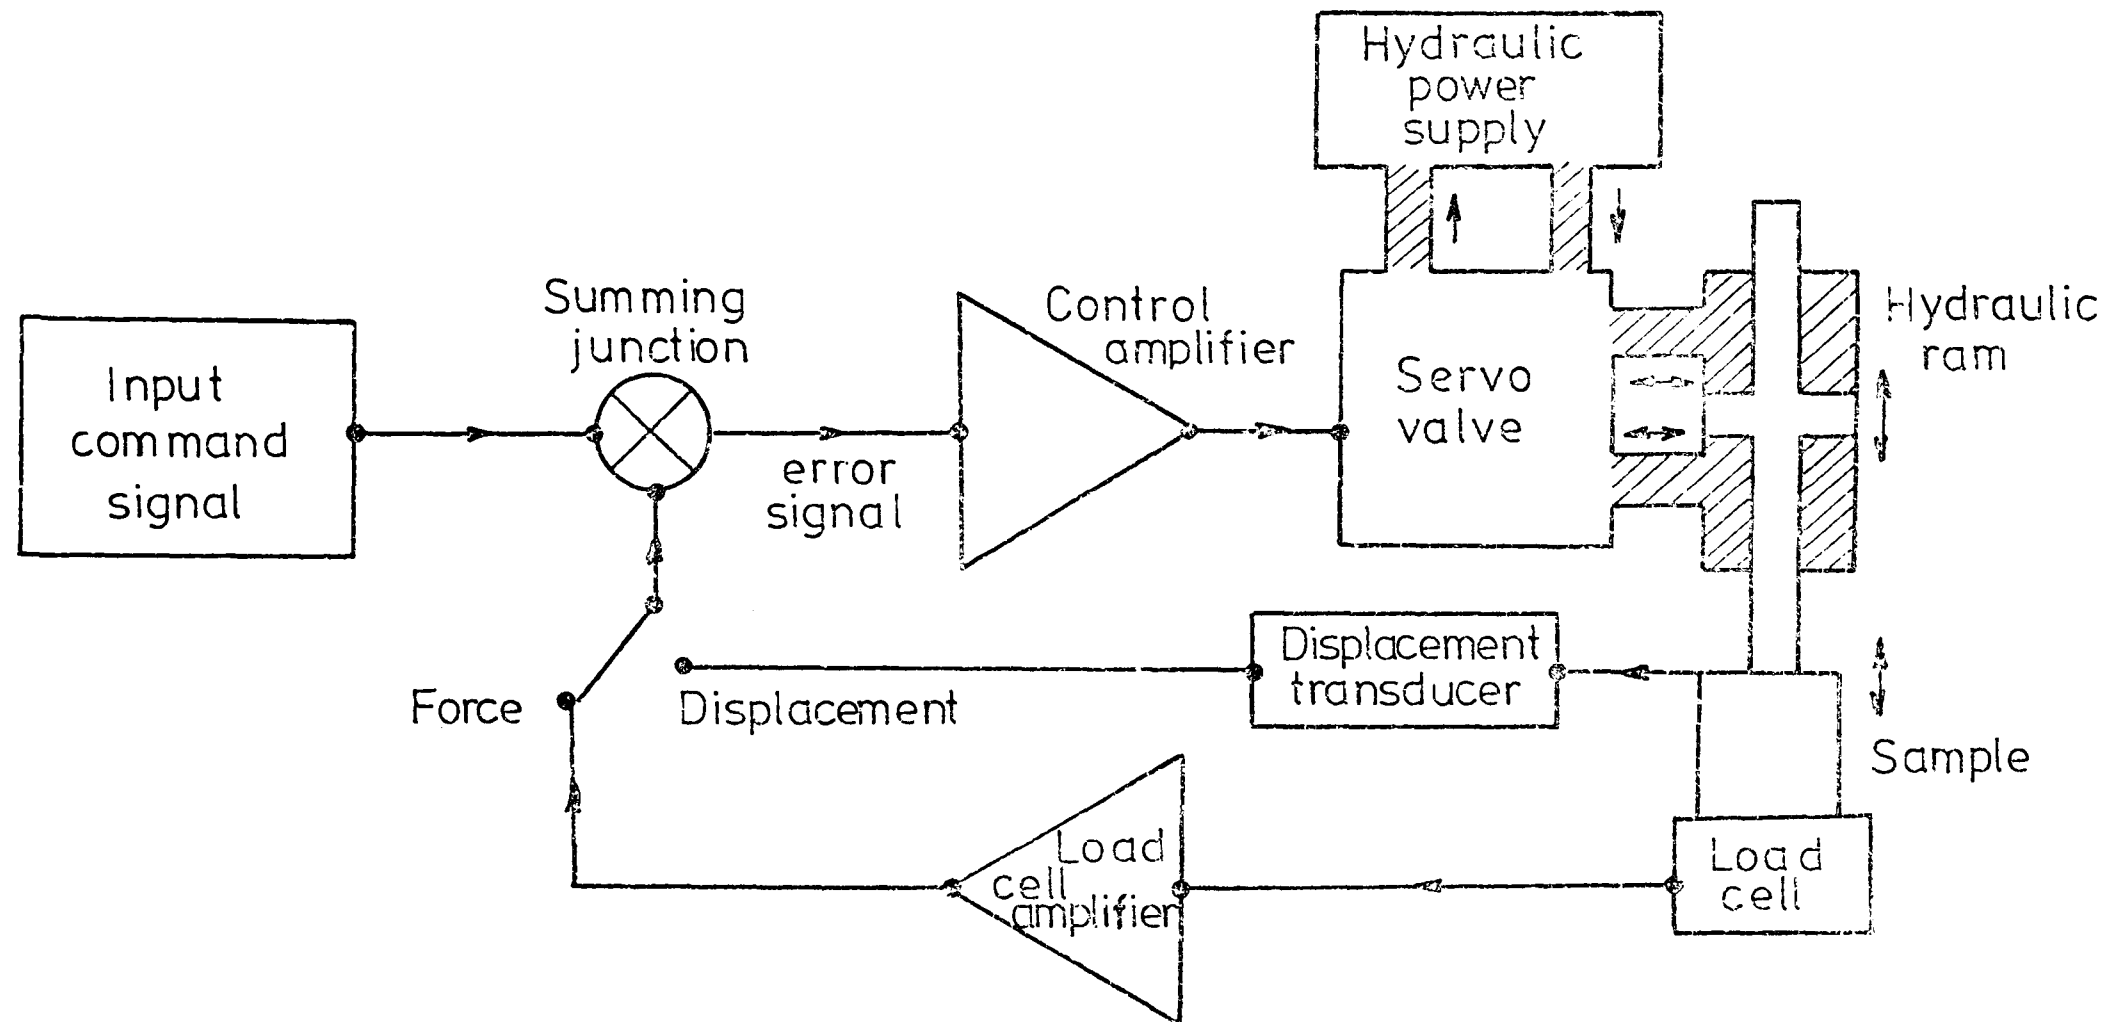 Hydraulic
power
supply
Summing
junction
Control
amplifier
Hydraulic
ram
Input
command
signal
Servo
valve
error
signal
Displacement
transducer
Force
Displacement
Sample
Load
cell
amplifier
Load
cell